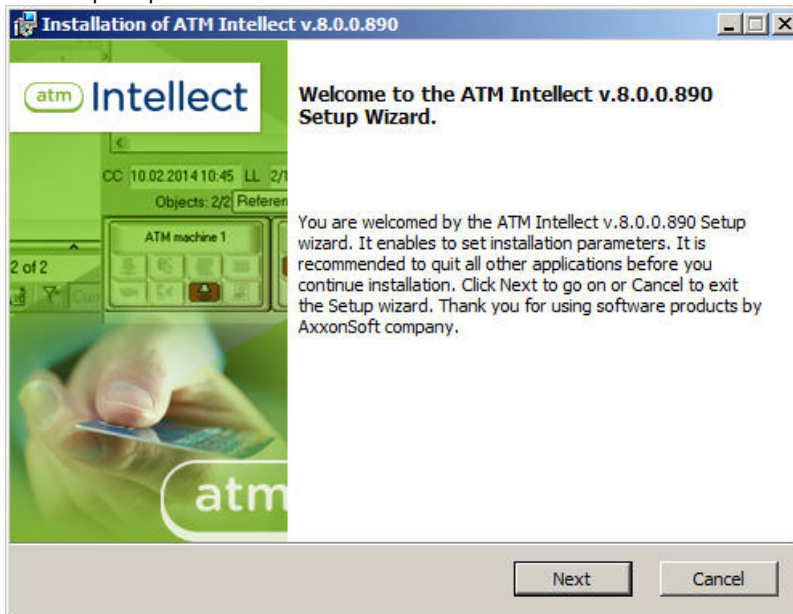 Installation of ATM Intellect v.8.0.0.890
atm Intellect
Welcome to the ATM Intellect v.8.0.0.890
Setup Wizard.
CC 10.02.2014 10:45 LL 2/1
Objects: 2/2 Referen
ATM machine 1
2 of 2
You are welcomed by the ATM Intellect v.8.0.0.890 Setup
wizard. It enables to set installation parameters. It is
recommended to quit all other applications before you
continue installation. Click Next to go on or Cancel to exit
the Setup wizard. Thank you for using software products by
AxxonSoft company.
atm
Next Cancel